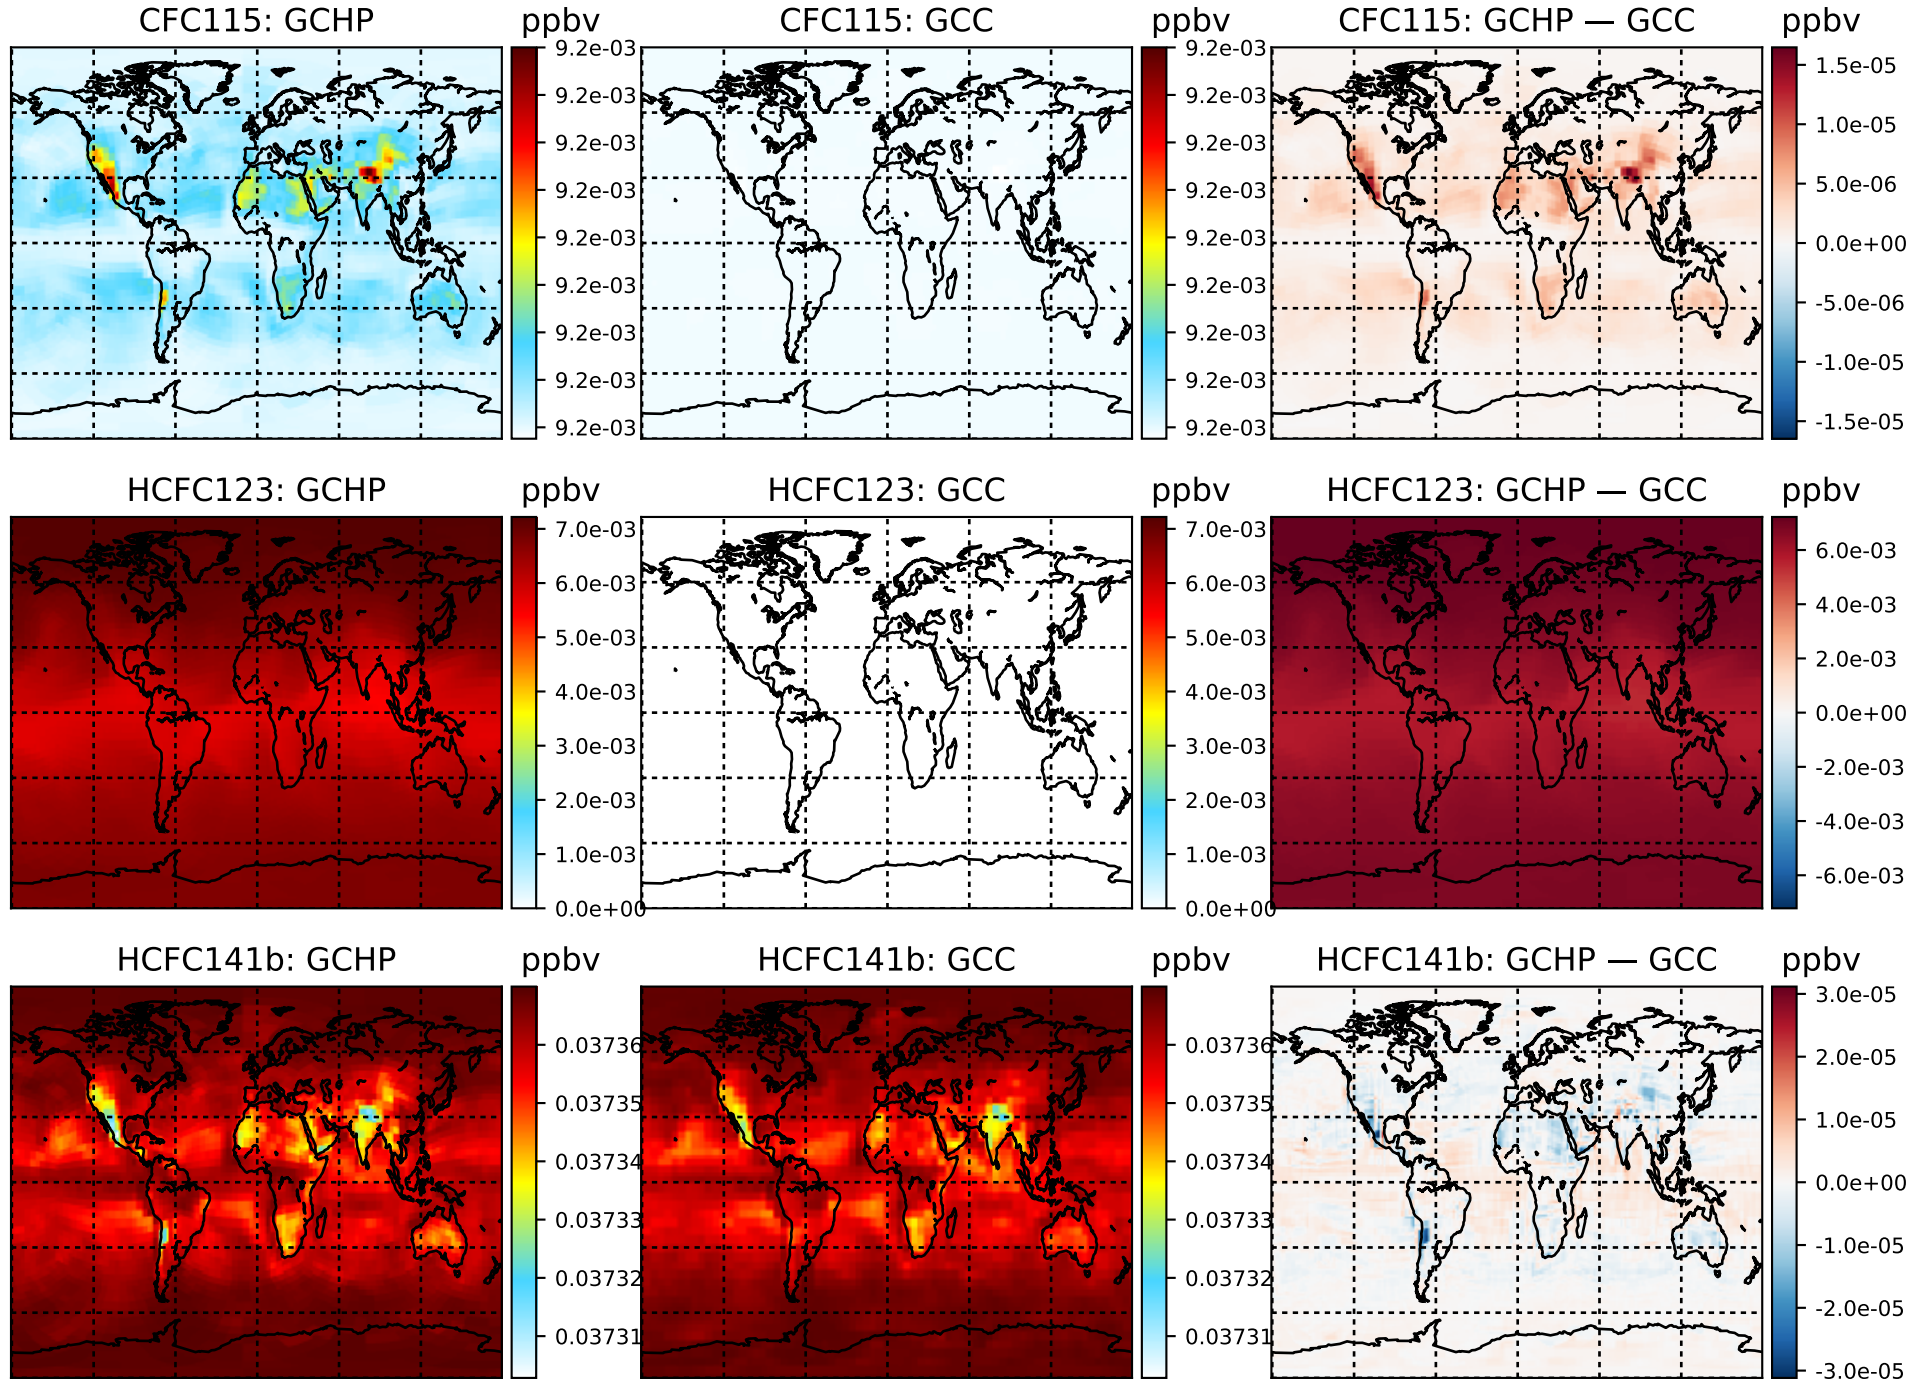 CFC115: GCHP
ppbv
9.2e-03
9.2e-03
9.2e-03
9.2e-03
9.2e-03
9.2e-03
9.2e-03
9.2e-03
9.2e-03
CFC115: GCC
ppbv
9.2e-03
9.2e-03
9.2e-03
9.2e-03
9.2e-03
9.2e-03
9.2e-03
9.2e-03
9.2e-03
CFC115: GCHP — GCC
ppbv
1.5e-05
1.0e-05
5.0e-06
0.0e+00
-5.0e-06
-1.0e-05
-1.5e-05
HCFC123: GCHP
ppbv
7.0e-03
6.0e-03
5.0e-03
4.0e-03
3.0e-03
2.0e-03
1.0e-03
0.0e+00
HCFC123: GCC
ppbv
7.0e-03
6.0e-03
5.0e-03
4.0e-03
3.0e-03
2.0e-03
1.0e-03
0.0e+00
HCFC123: GCHP — GCC
ppbv
6.0e-03
4.0e-03
2.0e-03
0.0e+00
-2.0e-03
-4.0e-03
-6.0e-03
HCFC141b: GCHP
ppbv
0.03736
0.03735
0.03734
0.03733
0.03732
0.03731
HCFC141b: GCC
ppbv
0.03736
0.03735
0.03734
0.03733
0.03732
0.03731
HCFC141b: GCHP — GCC
ppbv
3.0e-05
2.0e-05
1.0e-05
0.0e+00
-1.0e-05
-2.0e-05
-3.0e-05